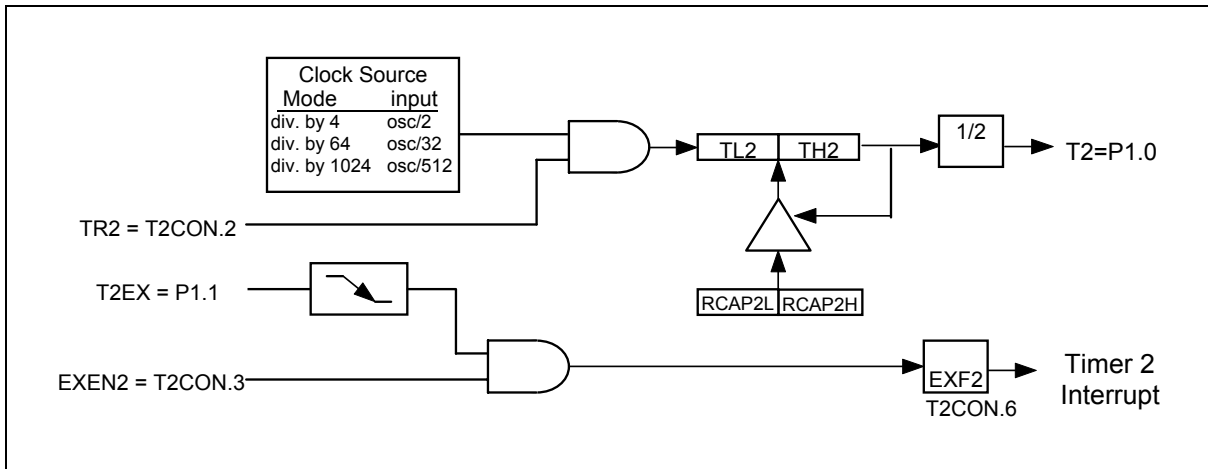 Clock Source
Mode input
div. by 4 osc/2
div. by 64 osc/32
div. by 1024 osc/512
TL2 TH2
1/2
T2=P1.0
TR2 = T2CON.2
T2EX = P1.1
RCAP2L RCAP2H
EXEN2 = T2CON.3
EXF2
T2CON.6
Timer 2
Interrupt